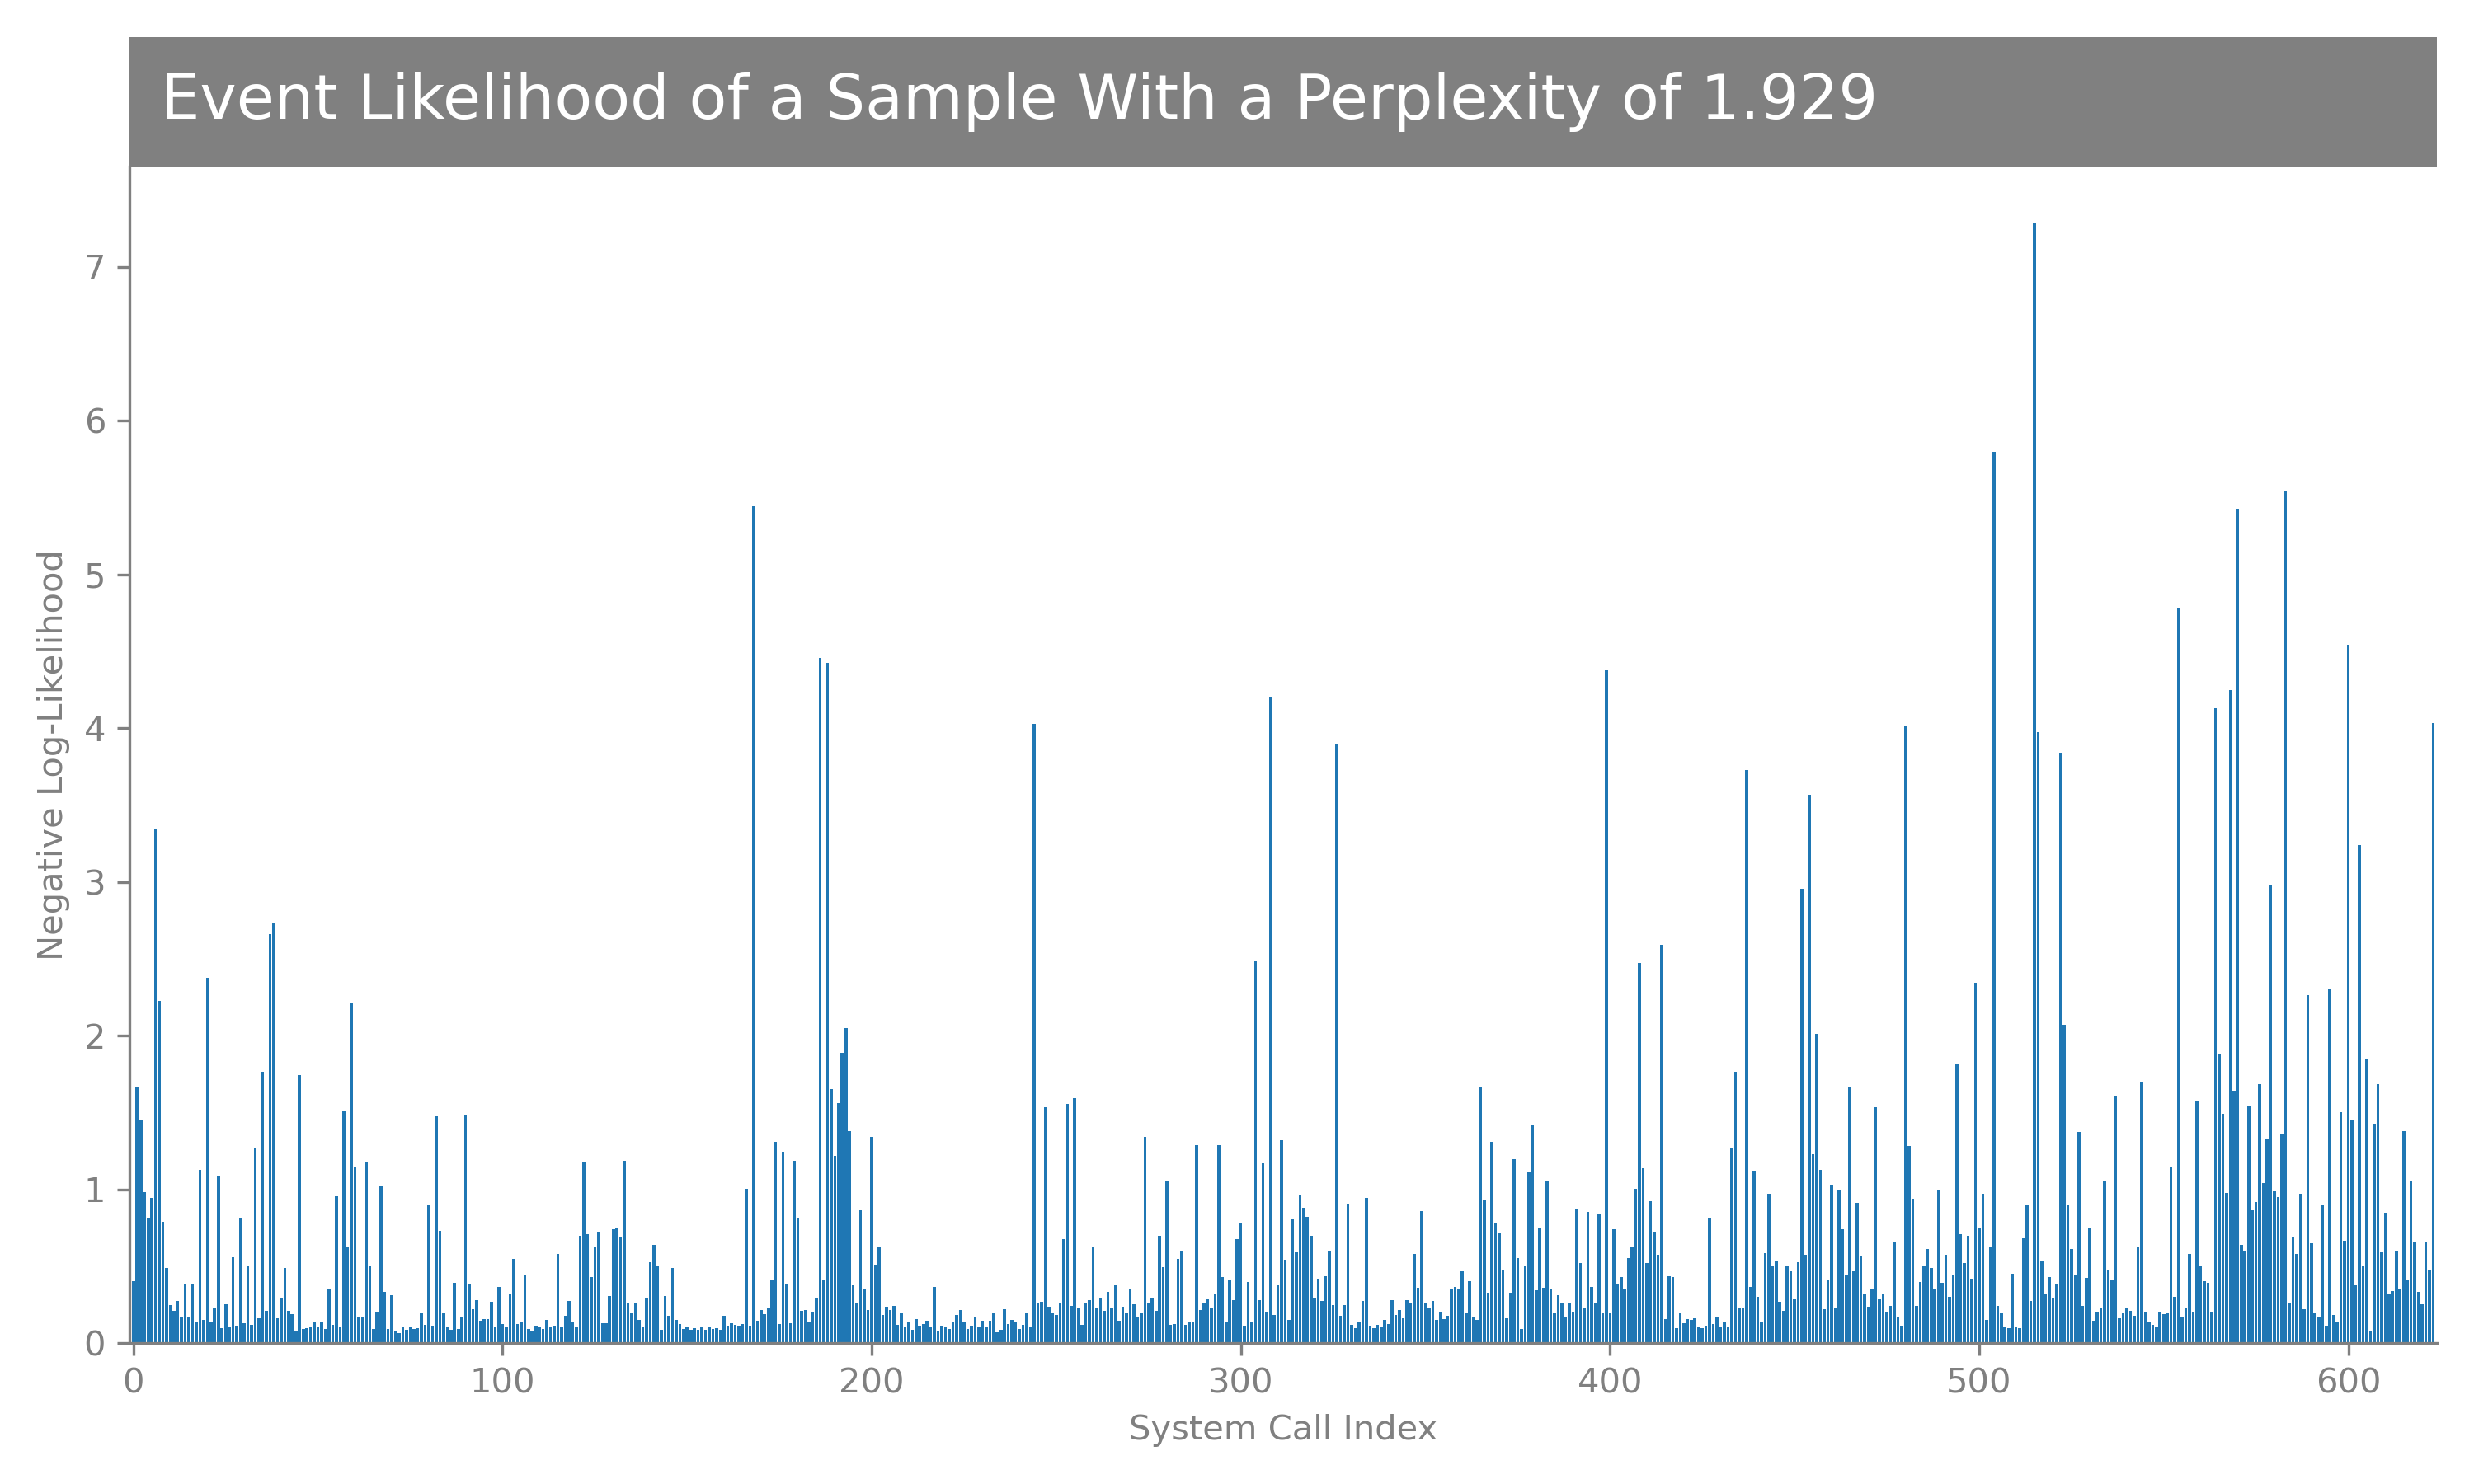 Event Likelihood of a Sample With a Perplexity of 1.929
7
6
5
4
3
2
1
0
Negative Log-Likelihood
0 100 200 300 400 500 600
System Call Index